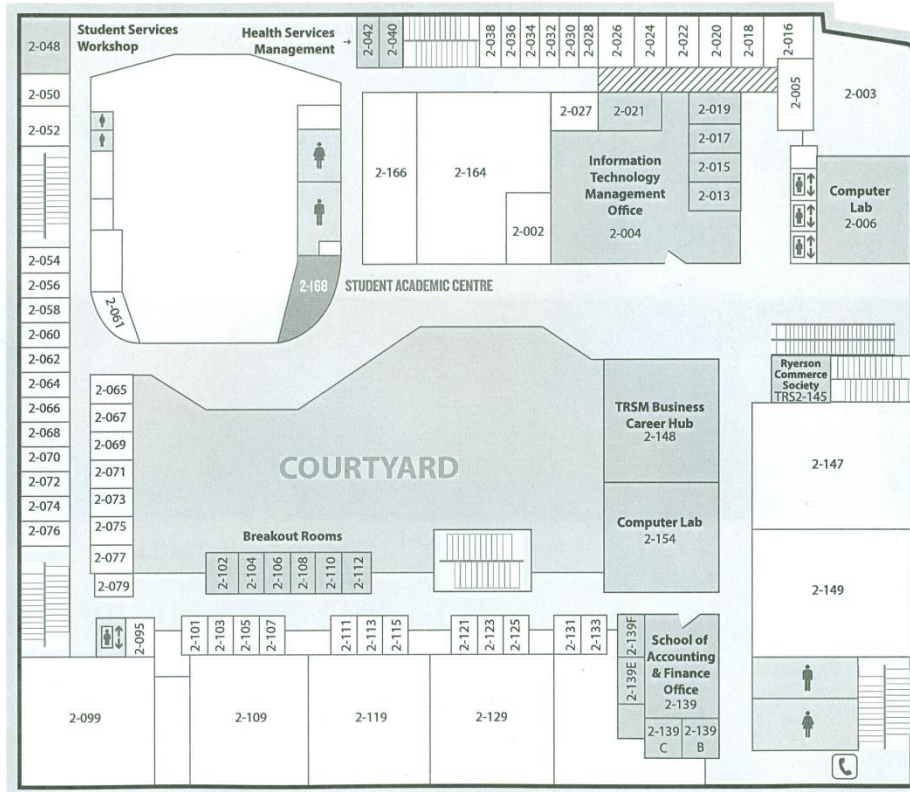 2-048
Student Services
Workshop
Health Services
Management
2-042
2-040
2-038
2-036
2-034
2-032
2-030
2-028
2-026
2-024
2-022
2-020
2-018
2-016
2-005
2-003
2-050
2-052
2-027
2-021
2-019
2-017
2-015
2-013
2-166
2-164
2-002
Information
Technology
Management
Office
2-004
Computer
Lab
2-006
2-054
2-056
2-058
2-060
2-062
2-064
2-066
2-068
2-070
2-072
2-074
2-076
2-061
2-168
STUDENT ACADEMIC CENTRE
2-065
2-067
2-069
2-071
2-073
2-075
2-077
2-079
COURTYARD
TRSM Business
Career Hub
2-148
Computer Lab
2-154
Ryerson
Commerce
Society
TRS2-145
2-147
2-149
Breakout Rooms
2-102
2-104
2-106
2-108
2-110
2-112
2-095
2-101
2-103
2-105
2-107
2-111
2-113
2-115
2-121
2-123
2-125
2-131
2-133
2-139F
2-139E
School of
Accounting
& Finance
Office
2-139
2-139
C
2-139
B
2-099
2-109
2-119
2-129